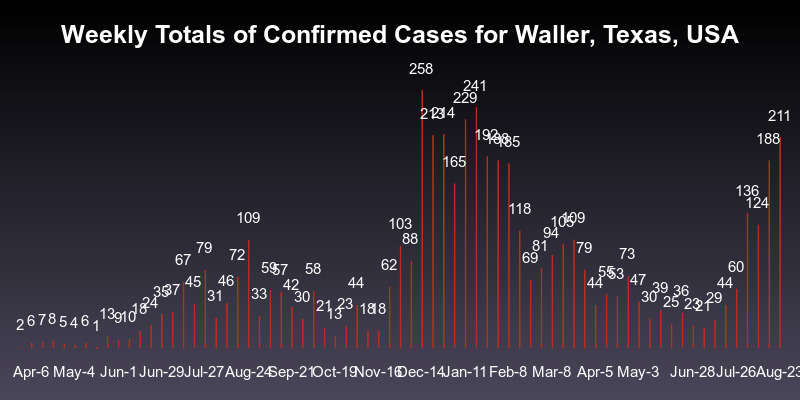 Weekly Totals of Confirmed Cases for Waller, Texas, USA
2 6 7 8 5 4 6 1 13 9 10 18 24 35 37 67 45 79 31 46 72 109 33 59 57 42 30 58 21 13 23 44 18 18 62 103 88 258 213 214 165 229 241 192 188 185 118 69 81 94 105 109 79 44 55 53 73 47 30 39 25 36 23 21 29 44 60 136 124 188 211
Apr-6 May-4 Jun-1 Jun-29 Jul-27 Aug-24 Sep-21 Oct-19 Nov-16 Dec-14 Jan-11 Feb-8 Mar-8 Apr-5 May-3 Jun-28 Jul-26 Aug-23